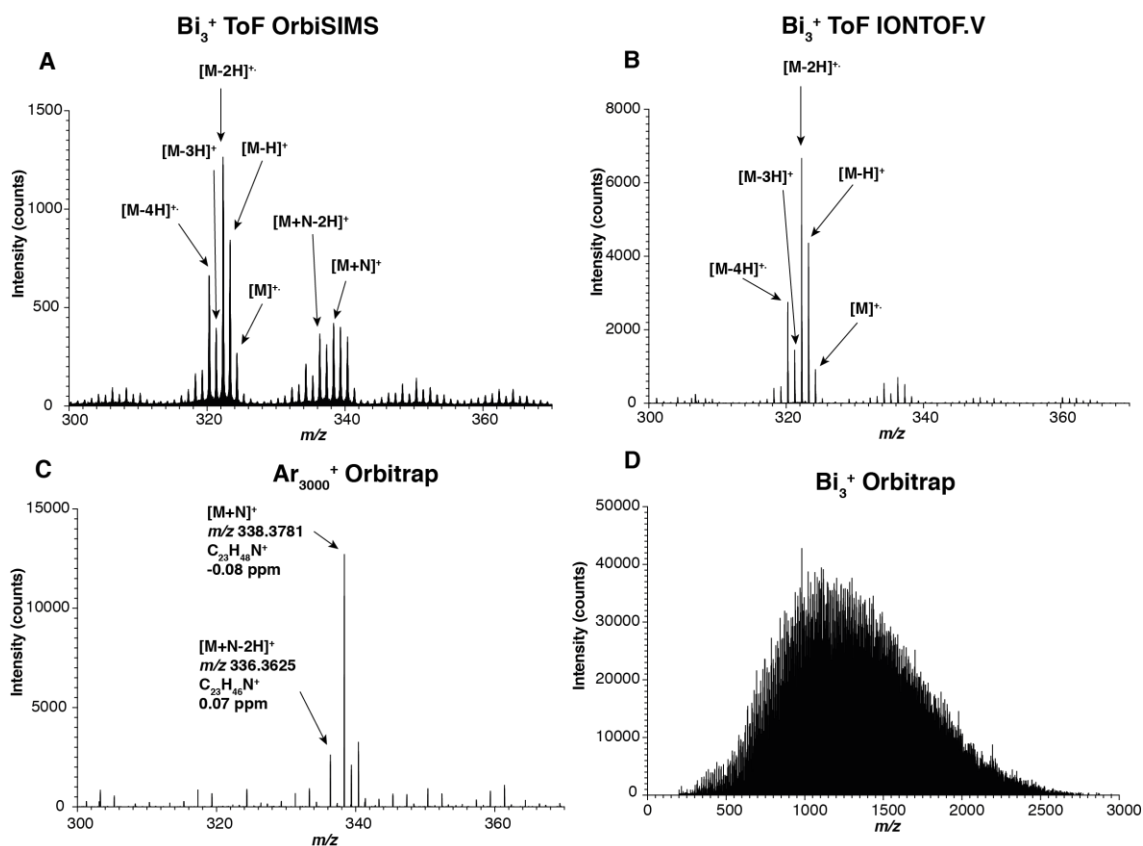 Bi₃⁺ ToF OrbiSIMS
A
[M-2H]⁺·
[M-3H]⁺
[M-H]⁺
[M-4H]⁺·
[M+N-2H]⁺
[M+N]⁺
[M]⁺·
Intensity (counts)
1500
1000
500
0
300
320
340
360
m/z
Bi₃⁺ ToF IONTOF.V
B
[M-2H]⁺·
[M-3H]⁺
[M-H]⁺
[M-4H]⁺·
[M]⁺·
Intensity (counts)
8000
6000
4000
2000
0
300
320
340
360
m/z
C
Ar₃₀₀₀⁺ Orbitrap
[M+N]⁺
m/z 338.3781
C₂₃H₄₈N⁺
-0.08 ppm
[M+N-2H]⁺
m/z 336.3625
C₂₃H₄₆N⁺
0.07 ppm
Intensity (counts)
15000
10000
5000
0
300
320
340
360
m/z
D
Bi₃⁺ Orbitrap
Intensity (counts)
50000
40000
30000
20000
10000
0
0
500
1000
1500
2000
2500
3000
m/z